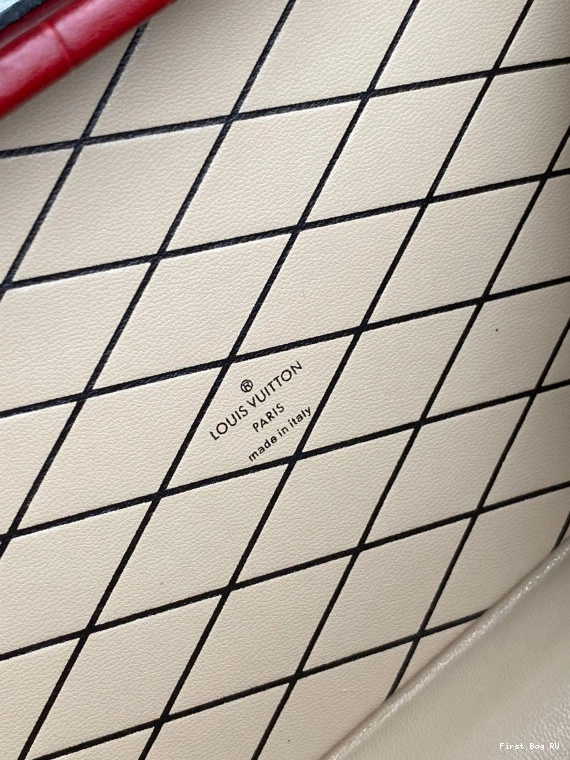 ®
LOUIS VUITTON
PARIS
made in italy
First Bag RU